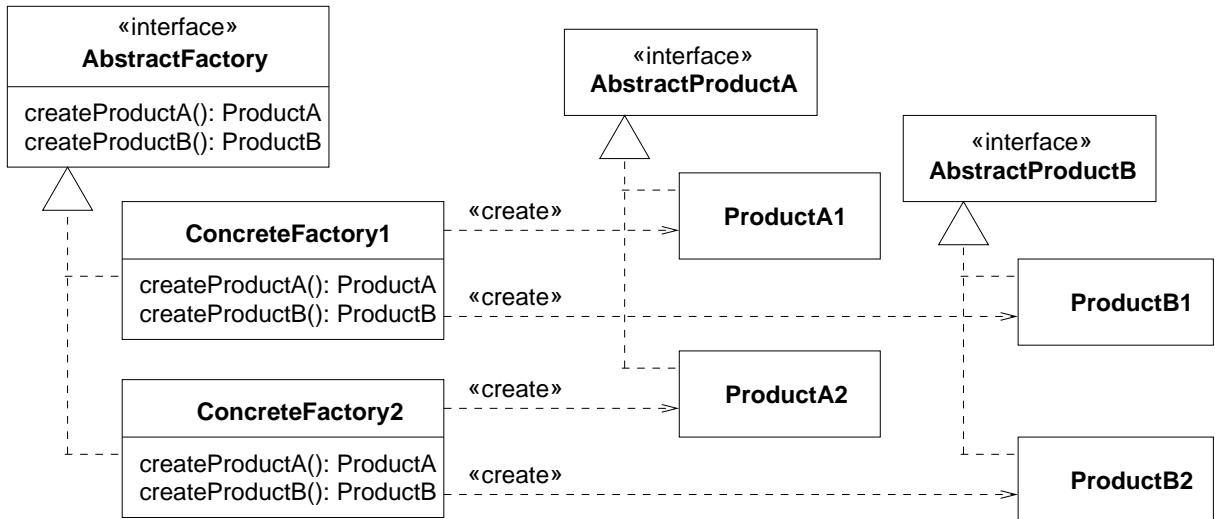 «interface»
AbstractFactory
createProductA(): ProductA
createProductB(): ProductB
«interface»
AbstractProductA
«interface»
AbstractProductB
ConcreteFactory1
createProductA(): ProductA
createProductB(): ProductB
«create»
«create»
ProductA1
ProductB1
ConcreteFactory2
createProductA(): ProductA
createProductB(): ProductB
«create»
«create»
ProductA2
ProductB2